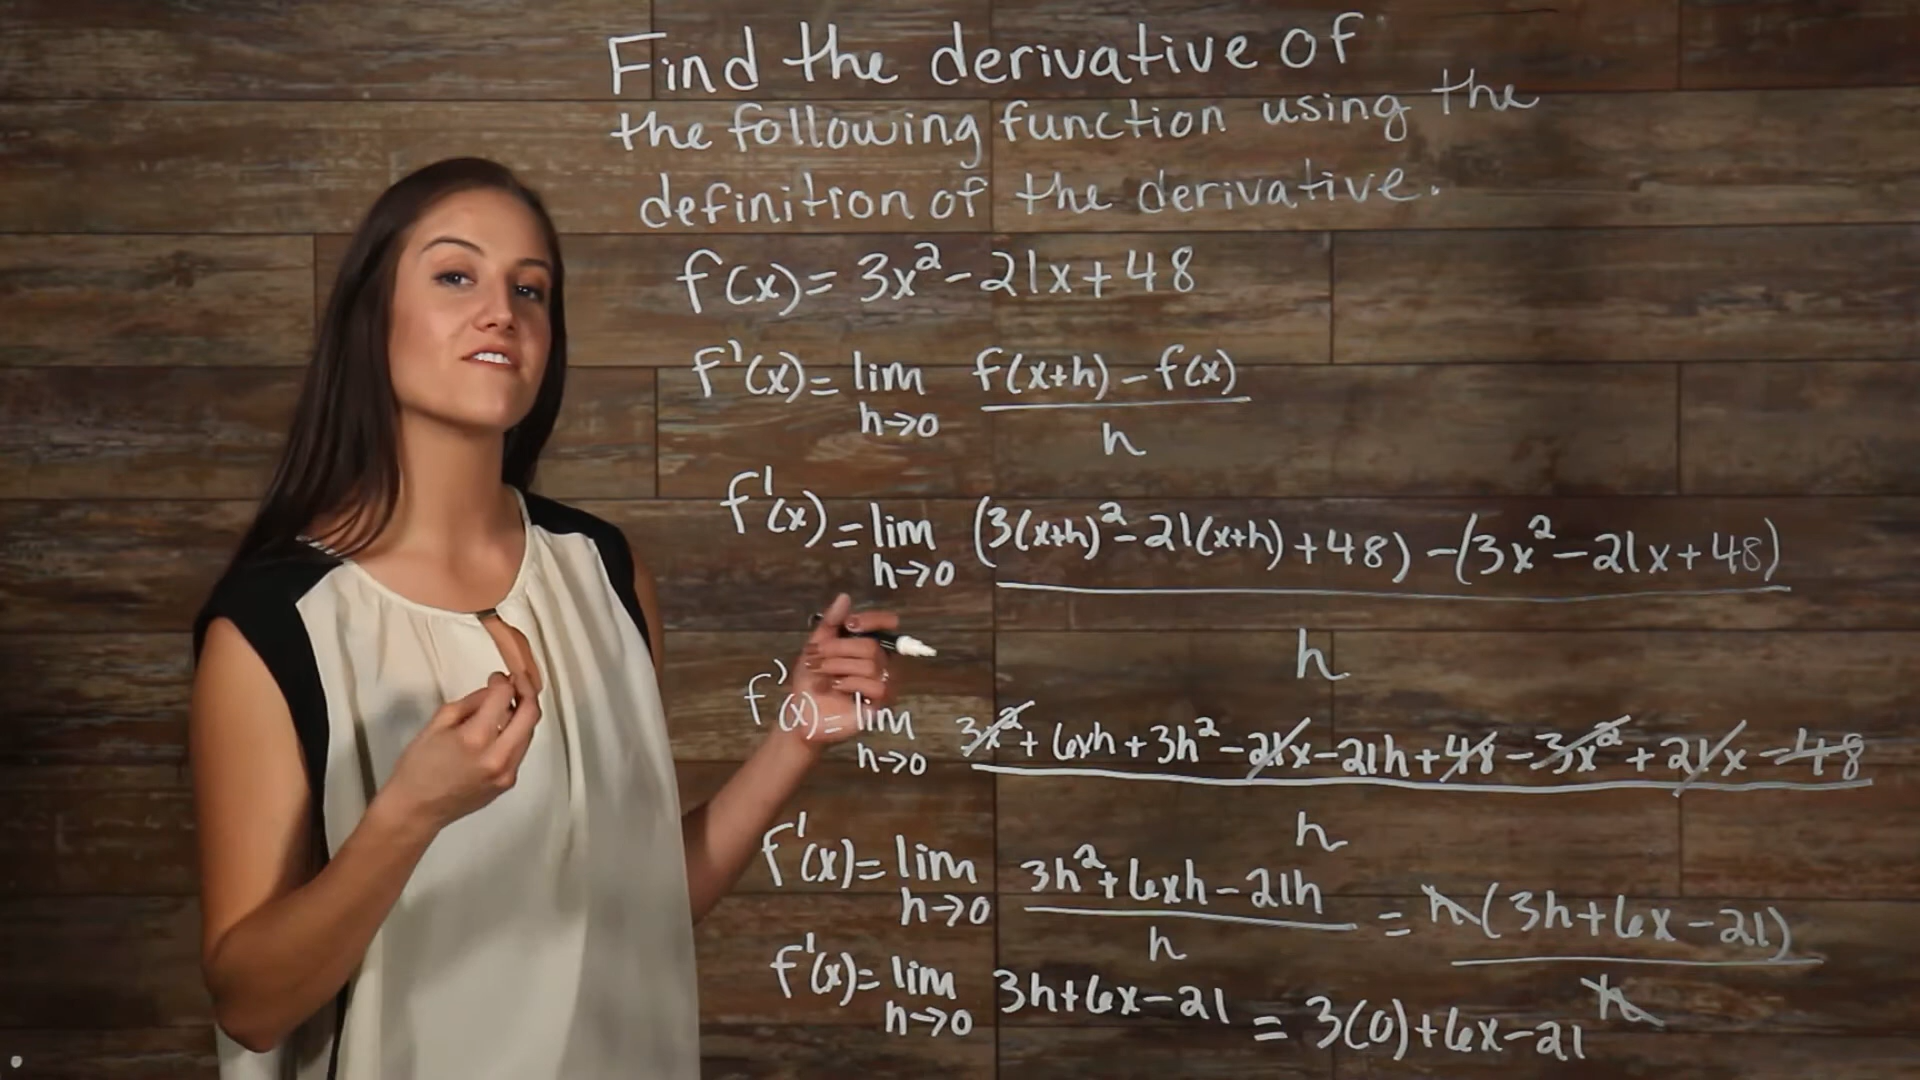 Find the derivative of
the following function using the
definition of the derivative.
f(x) = 3x² - 21x + 48
f'(x) = lim h→0 f(x+h) - f(x) / h
f'(x) = lim h→0 (3(x+h)² - 21(x+h) + 48) - (3x² - 21x + 48) / h
f'(x) = lim h→0 3x² + 6xh + 3h² - 21x - 21h + 48 - 3x² + 21x - 48 / h
f'(x) = lim h→0 3h² + 6xh - 21h / h = h(3h + 6x - 21) / h
f'(x) = lim h→0 3h + 6x - 21 = 3(0) + 6x - 21